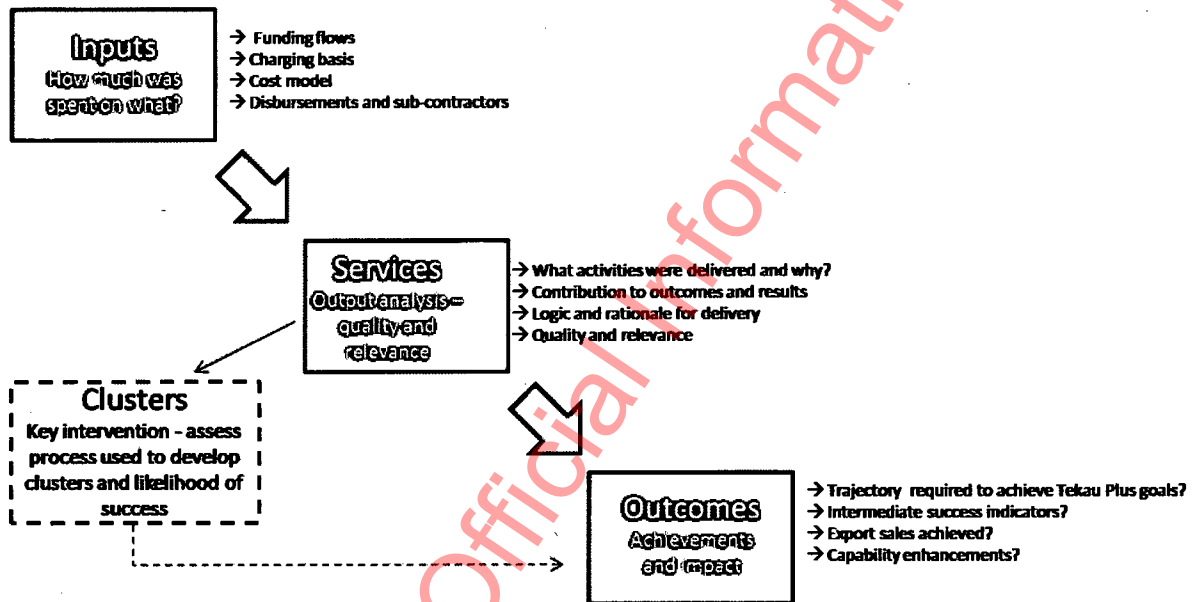 Inputs
How much was
spent on what?
→ Funding flows
→ Charging basis
→ Cost model
→ Disbursements and sub-contractors
Services
Output analysis –
quality and
relevance
→ What activities were delivered and why?
→ Contribution to outcomes and results
→ Logic and rationale for delivery
→ Quality and relevance
Clusters
Key intervention - assess
process used to develop
clusters and likelihood of
success
Outcomes
Achievements
and impact
→ Trajectory required to achieve Tekau Plus goals?
→ Intermediate success indicators?
→ Export sales achieved?
→ Capability enhancements?
Official